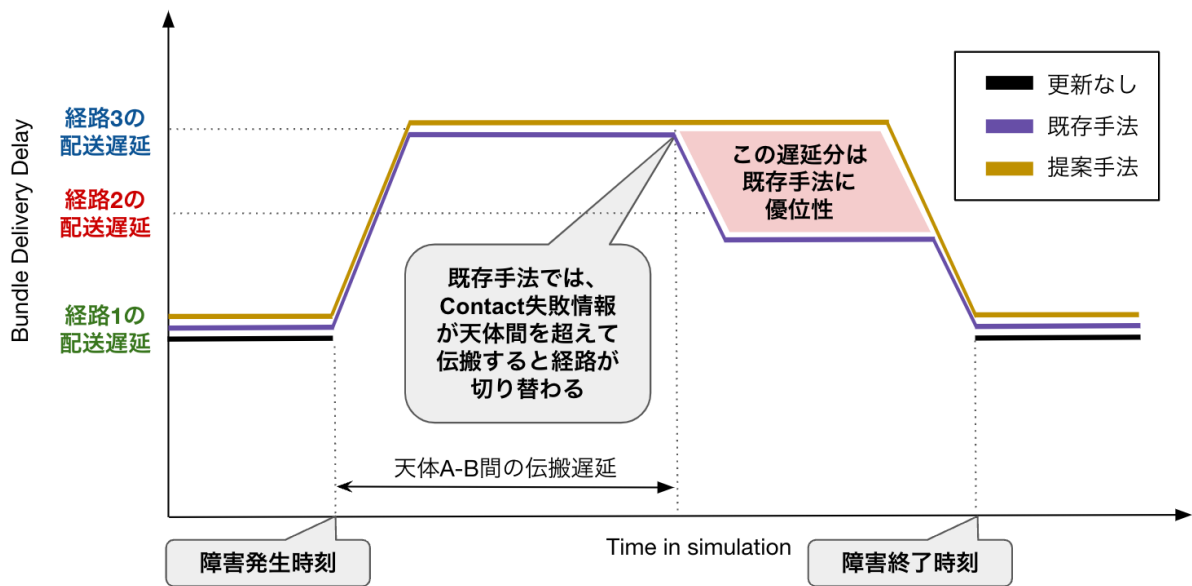 Bundle Delivery Delay
経路3の
配送遅延
経路2の
配送遅延
経路1の
配送遅延
更新なし
既存手法
提案手法
この遅延分は
既存手法に
優位性
既存手法では、
Contact失敗情報
が天体間を超えて
伝搬すると経路が
切り替わる
天体A-B間の伝搬遅延
障害発生時刻
Time in simulation
障害終了時刻